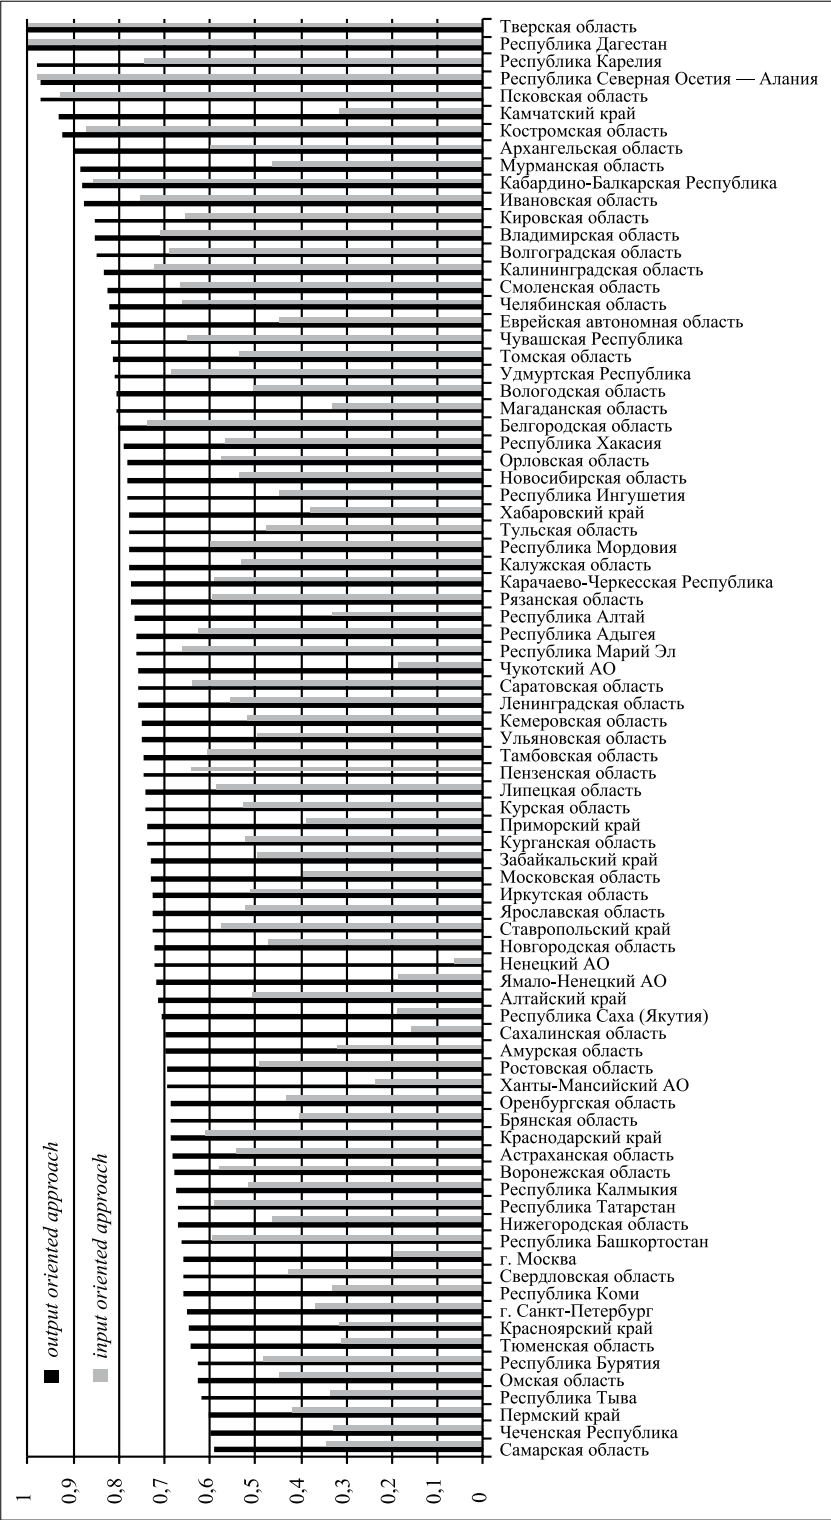 Тверская область
Республика Дагестан
Республика Карелия
Республика Северная Осетия — Алания
Псковская область
Камчатский край
Костромская область
Архангельская область
Мурманская область
Кабардино-Балкарская Республика
Ивановская область
Кировская область
Владимирская область
Волгоградская область
Калининградская область
Смоленская область
Челябинская область
Еврейская автономная область
Чувашская Республика
Томская область
Удмуртская Республика
Вологодская область
Магаданская область
Белгородская область
Республика Хакасия
Орловская область
Новосибирская область
Республика Ингушетия
Хабаровский край
Тульская область
Республика Мордовия
Калужская область
Карачаево-Черкесская Республика
Рязанская область
Республика Алтай
Республика Адыгея
Республика Марий Эл
Чукотский АО
Саратовская область
Ленинградская область
Кемеровская область
Ульяновская область
Тамбовская область
Пензенская область
Липецкая область
Курская область
Приморский край
Курганская область
Забайкальский край
Московская область
Иркутская область
Ярославская область
Ставропольский край
Новгородская область
Ненецкий АО
Ямало-Ненецкий АО
Алтайский край
Республика Саха (Якутия)
Сахалинская область
Амурская область
Ростовская область
Ханты-Мансийский АО
Оренбургская область
Брянская область
Краснодарский край
Астраханская область
Воронежская область
Республика Калмыкия
Республика Татарстан
Нижегородская область
Республика Башкортостан
г. Москва
Свердловская область
Республика Коми
г. Санкт-Петербург
Красноярский край
Тюменская область
Республика Бурятия
Омская область
Республика Тыва
Пермский край
Чеченская Республика
Самарская область
output oriented approach
input oriented approach
1
0,9
0,8
0,7
0,6
0,5
0,4
0,3
0,2
0,1
0